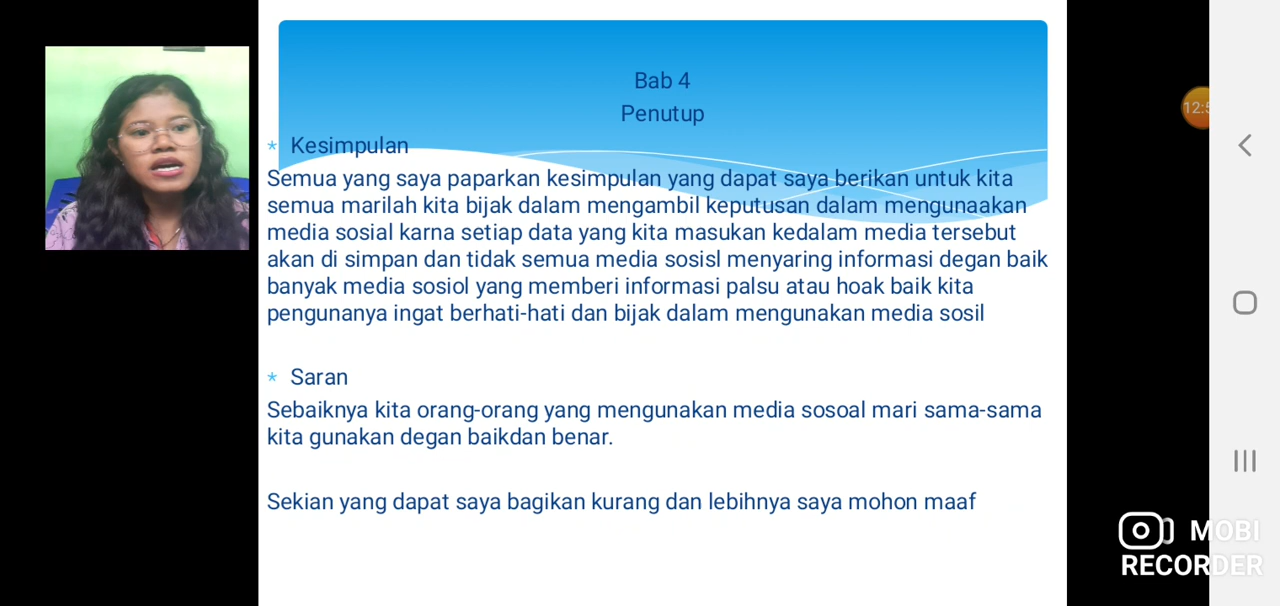 Bab 4
Penutup
* Kesimpulan
Semua yang saya paparkan kesimpulan yang dapat saya berikan untuk kita
semua marilah kita bijak dalam mengambil keputusan dalam mengunaakan
media sosial karna setiap data yang kita masukan kedalam media tersebut
akan di simpan dan tidak semua media sosisl menyaring informasi degan baik
banyak media sosiol yang memberi informasi palsu atau hoak baik kita
pengunanya ingat berhati-hati dan bijak dalam mengunakan media sosil
* Saran
Sebaiknya kita orang-orang yang mengunakan media sosoal mari sama-sama
kita gunakan degan baikdan benar.
Sekian yang dapat saya bagikan kurang dan lebihnya saya mohon maaf
MOBI
RECORDER